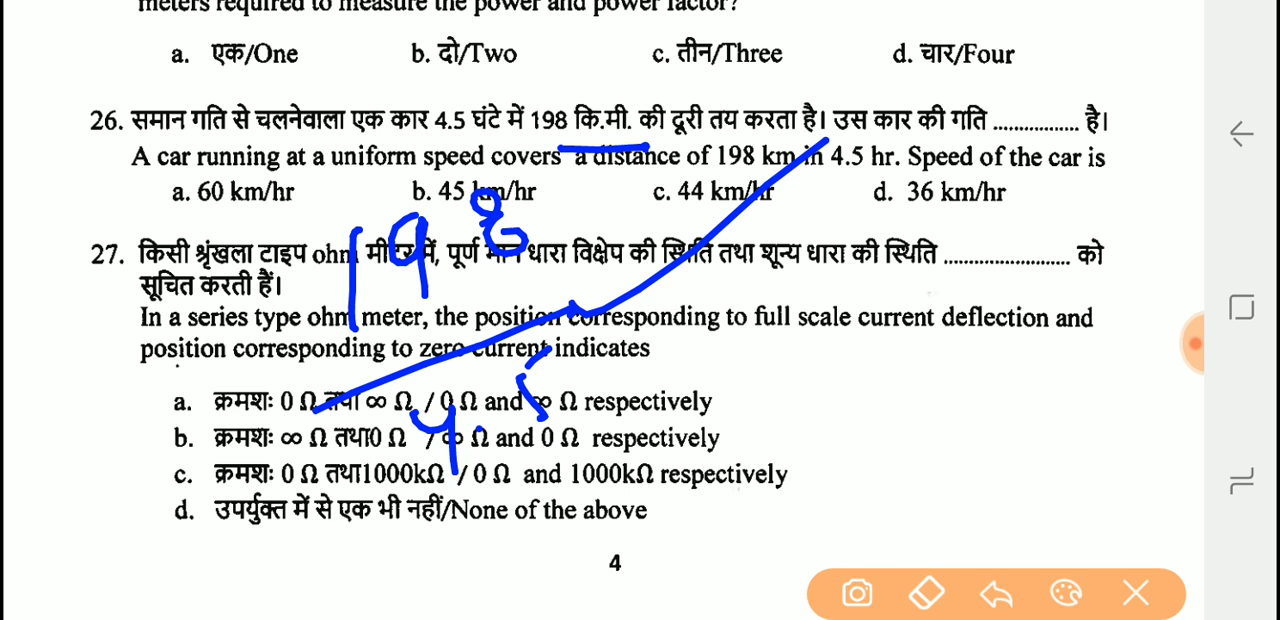 meters required to measure the power and power factor?
a. एक/One b. दो/Two c. तीन/Three d. चार/Four
26. समान गति से चलनेवाला एक कार 4.5 घंटे में 198 कि.मी. की दूरी तय करता है। उस कार की गति ................ है।
A car running at a uniform speed covers a distance of 198 km in 4.5 hr. Speed of the car is
a. 60 km/hr b. 45 km/hr c. 44 km/hr d. 36 km/hr
198
27. किसी श्रृंखला टाइप ohm मीटर में, पूर्ण मान धारा विक्षेप की स्थिति तथा शून्य धारा की स्थिति ........................ को
सूचित करती हैं।
In a series type ohm meter, the position corresponding to full scale current deflection and
position corresponding to zero current indicates
a. क्रमशः 0 Ω तथा ∞ Ω / 0 Ω and ∞ Ω respectively
4.5
b. क्रमशः ∞ Ω तथा0 Ω / ∞ Ω and 0 Ω respectively
c. क्रमशः 0 Ω तथा1000kΩ / 0 Ω and 1000kΩ respectively
d. उपर्युक्त में से एक भी नहीं/None of the above
4